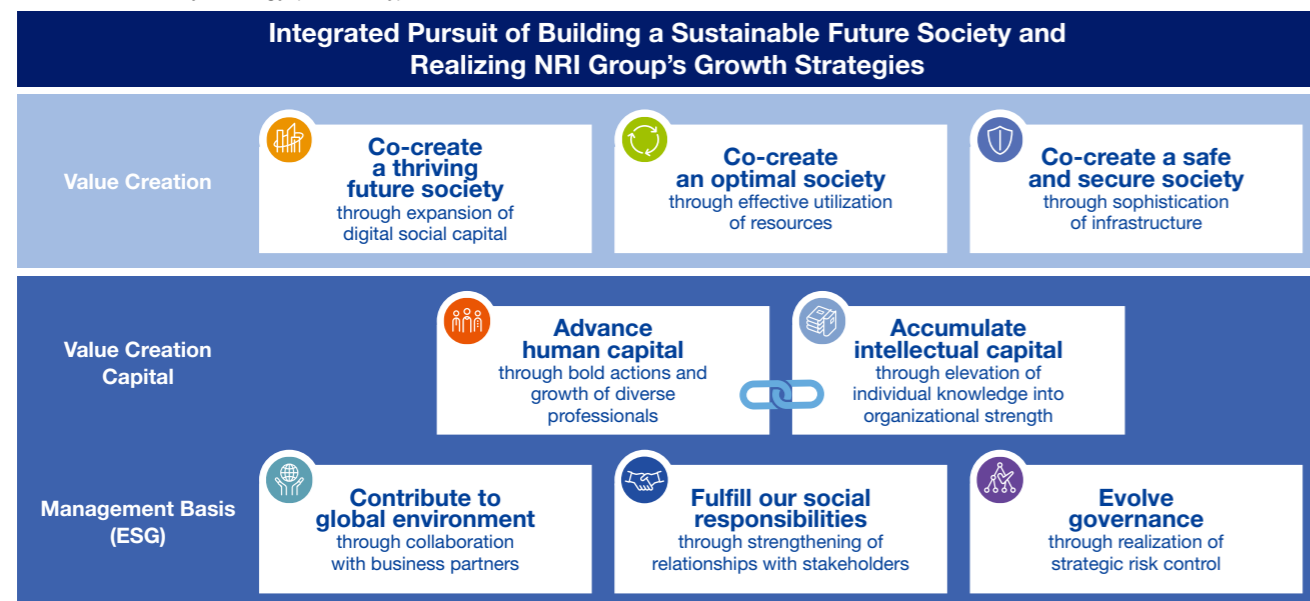 Integrated Pursuit of Building a Sustainable Future Society and
Realizing NRI Group's Growth Strategies
Value Creation
Co-create
a thriving
future society
through expansion of
digital social capital
Co-create
an optimal society
through effective utilization
of resources
Co-create a safe
and secure society
through sophistication
of infrastructure
Value Creation
Capital
Advance
human capital
through bold actions and
growth of diverse
professionals
Accumulate
intellectual capital
through elevation of
individual knowledge into
organizational strength
Management Basis
(ESG)
Contribute to
global environment
through collaboration
with business partners
Fulfill our social
responsibilities
through strengthening of
relationships with stakeholders
Evolve
governance
through realization of
strategic risk control